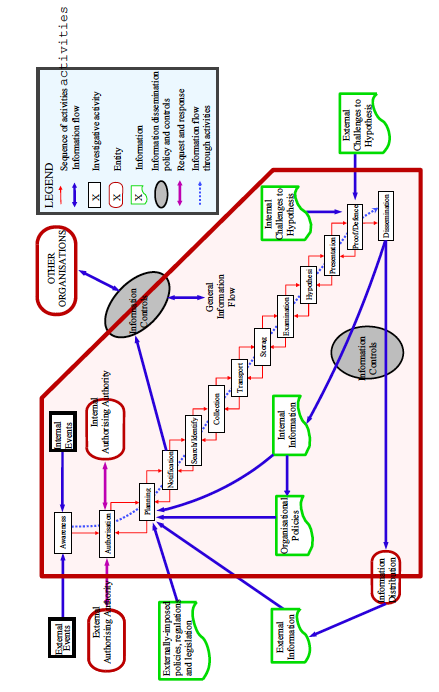 External
Events
Internal
Events
Awareness
External
Authorising Authority
Authorisation
Internal
Authorising Authority
Planning
Externally-imposed
policies, regulations
and legislation
Notification
Search/Identify
Collection
Transport
Storag
Examination
Hypothesis
Presentation
Proof/Defence
Dissemination
OTHER
ORGANISATIONS
Information
Control
General
Information
Flow
Organisational
Policies
Internal
Information
External
Information
Internal
Challenges to
Hypothesis
External
Challenges to
Hypothesis
Information
Controls
Information
Distribution
LEGEND
activities
Sequence of activities
Information flow
X Investigative activity
X Entity
X Information
Information dissemination
policy and controls
Request and response
Information flow
through activities